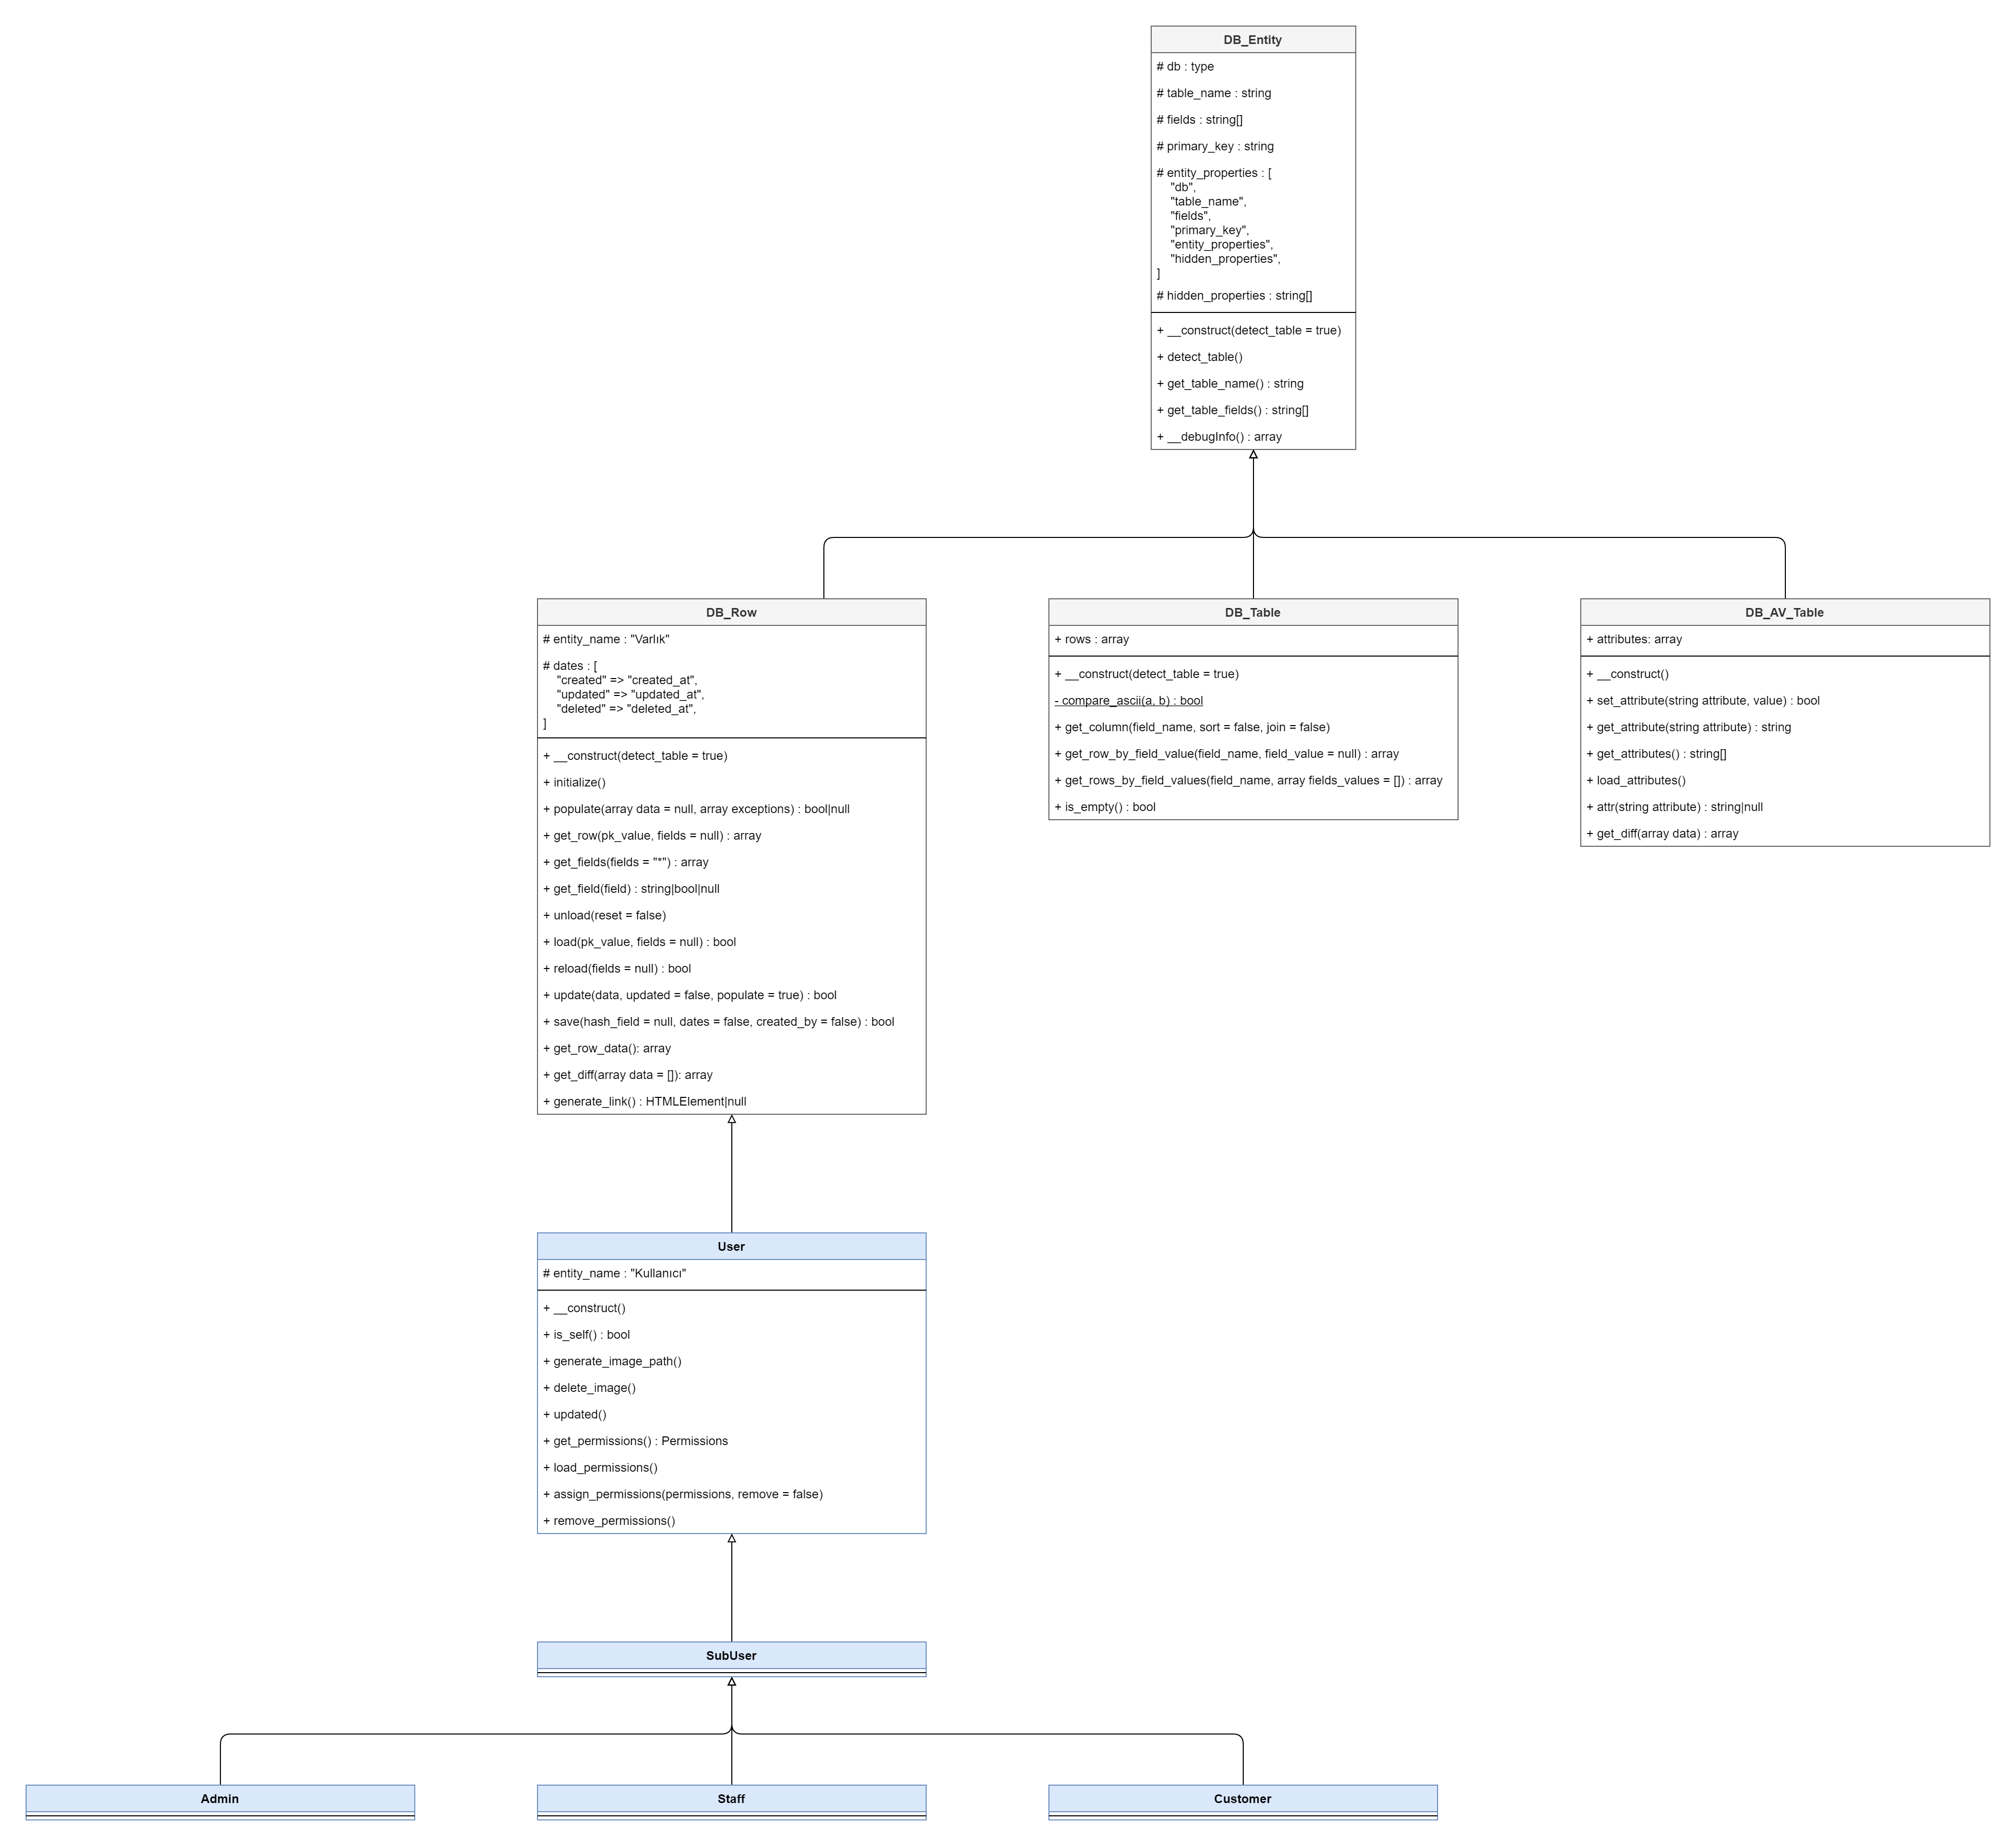 DB_Entity
# db : type
# table_name : string
# fields : string[]
# primary_key : string
# entity_properties : [
"db",
"table_name",
"fields",
"primary_key",
"entity_properties",
"hidden_properties",
]
# hidden_properties : string[]
+ __construct(detect_table = true)
+ detect_table()
+ get_table_name() : string
+ get_table_fields() : string[]
+ __debugInfo() : array
DB_Row
# entity_name : "Varlık"
# dates : [
"created" => "created_at",
"updated" => "updated_at",
"deleted" => "deleted_at",
]
+ __construct(detect_table = true)
+ initialize()
+ populate(array data = null, array exceptions) : bool|null
+ get_row(pk_value, fields = null) : array
+ get_fields(fields = "*") : array
+ get_field(field) : string|bool|null
+ unload(reset = false)
+ load(pk_value, fields = null) : bool
+ reload(fields = null) : bool
+ update(data, updated = false, populate = true) : bool
+ save(hash_field = null, dates = false, created_by = false) : bool
+ get_row_data(): array
+ get_diff(array data = []): array
+ generate_link() : HTMLElement|null
DB_Table
+ rows : array
+ __construct(detect_table = true)
- compare_ascii(a, b) : bool
+ get_column(field_name, sort = false, join = false)
+ get_row_by_field_value(field_name, field_value = null) : array
+ get_rows_by_field_values(field_name, array fields_values = []) : array
+ is_empty() : bool
DB_AV_Table
+ attributes: array
+ __construct()
+ set_attribute(string attribute, value) : bool
+ get_attribute(string attribute) : string
+ get_attributes() : string[]
+ load_attributes()
+ attr(string attribute) : string|null
+ get_diff(array data) : array
User
# entity_name : "Kullanıcı"
+ __construct()
+ is_self() : bool
+ generate_image_path()
+ delete_image()
+ updated()
+ get_permissions() : Permissions
+ load_permissions()
+ assign_permissions(permissions, remove = false)
+ remove_permissions()
SubUser
Admin
Staff
Customer